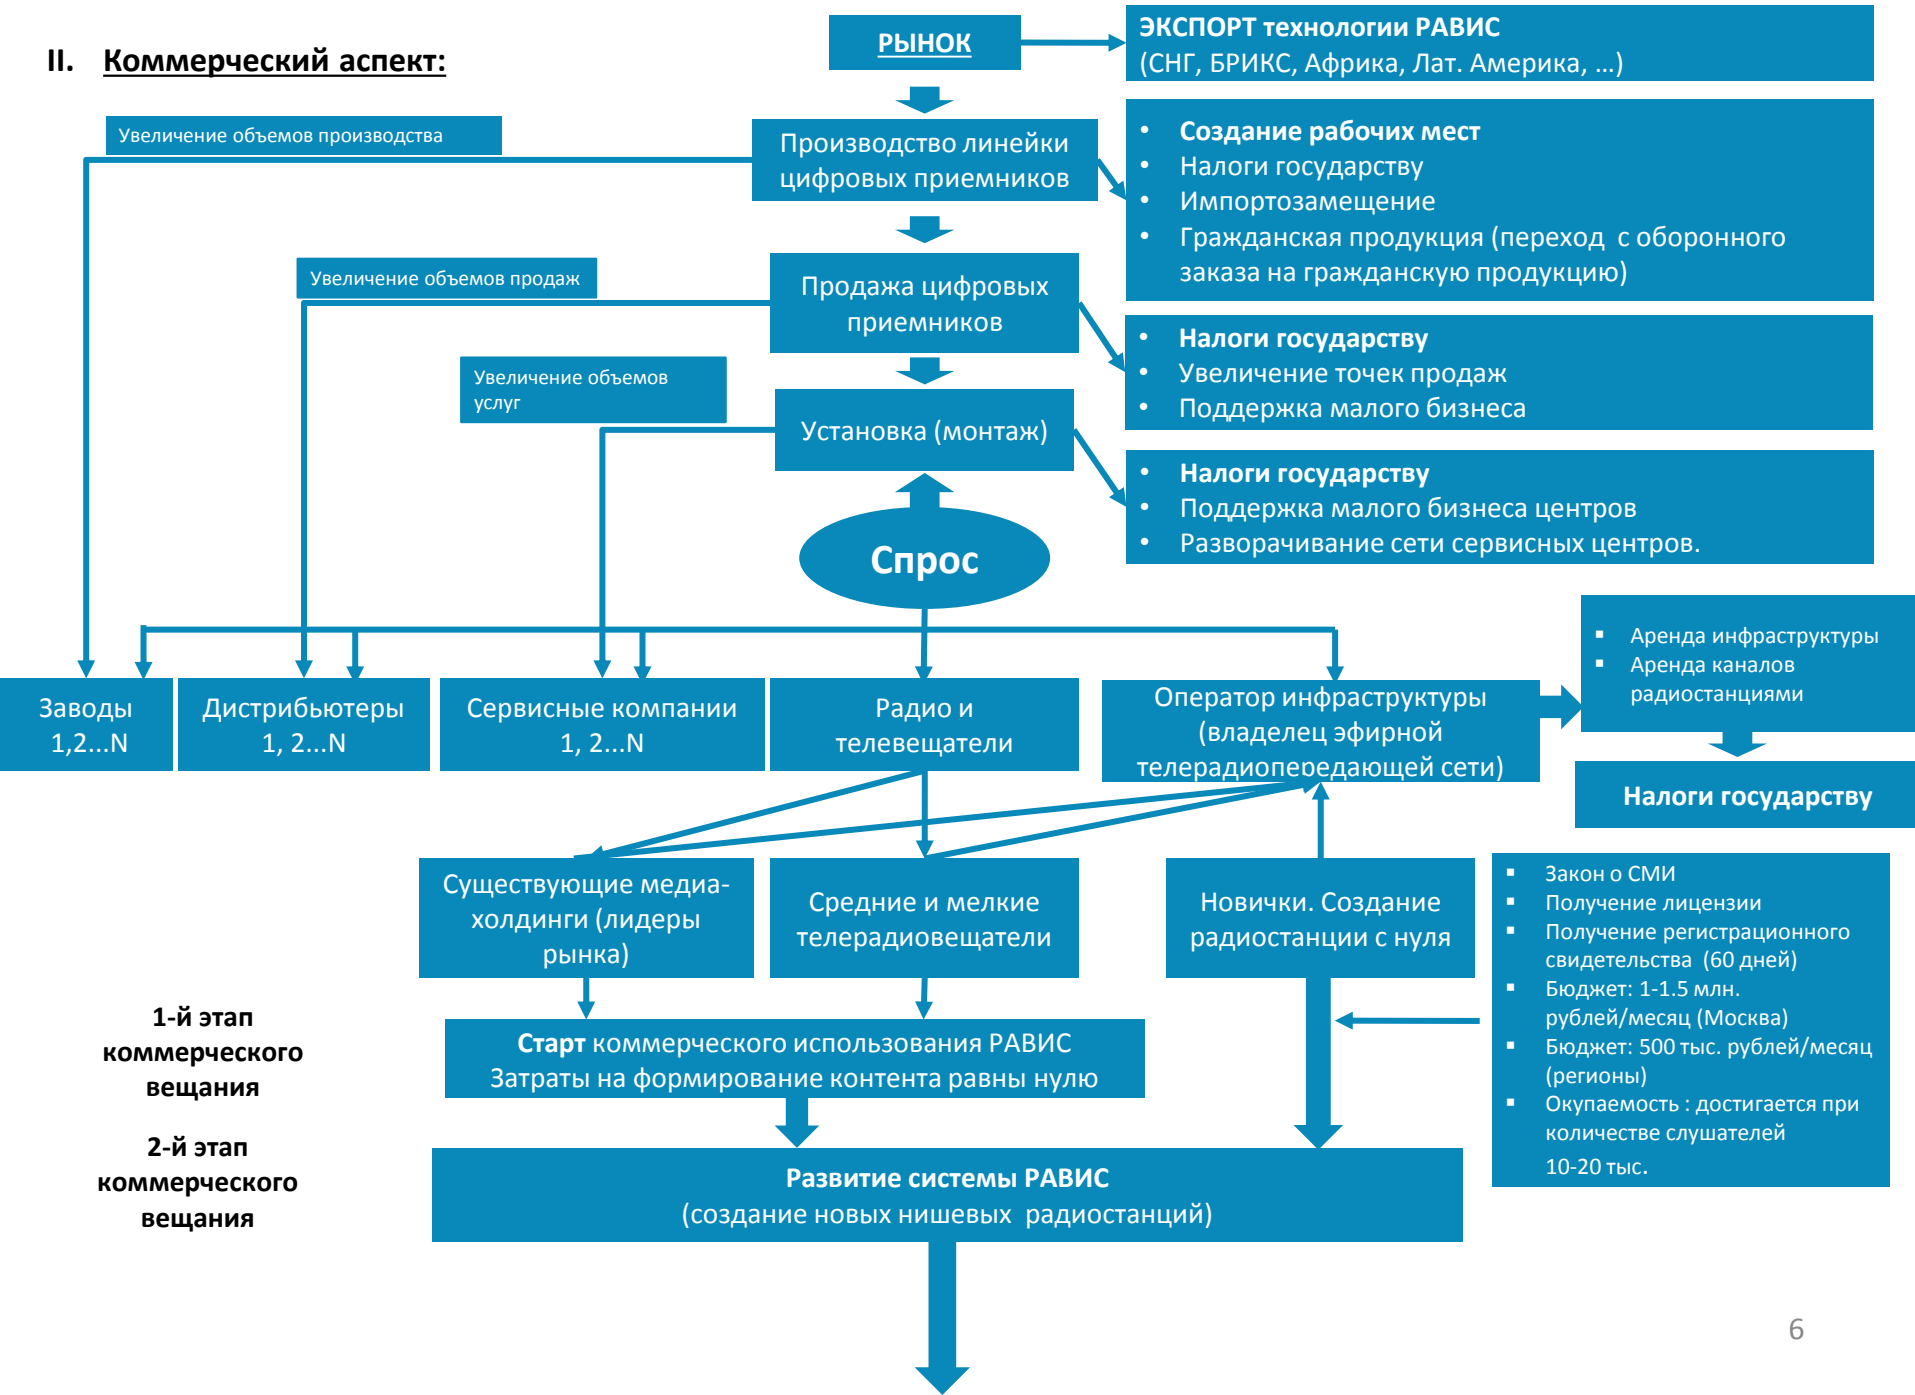 II. Коммерческий аспект:
РЫНОК
ЭКСПОРТ технологии РАВИС
(СНГ, БРИКС, Африка, Лат. Америка, ...)
Увеличение объемов производства
Производство линейки
цифровых приемников
• Создание рабочих мест
• Налоги государству
• Импортозамещение
• Гражданская продукция (переход с оборонного
заказа на гражданскую продукцию)
Увеличение объемов продаж
Продажа цифровых
приемников
• Налоги государству
• Увеличение точек продаж
• Поддержка малого бизнеса
Увеличение объемов
услуг
Установка (монтаж)
• Налоги государству
• Поддержка малого бизнеса центров
• Разворачивание сети сервисных центров.
Спрос
▪ Аренда инфраструктуры
▪ Аренда каналов
радиостанциями
Заводы
1,2...N
Дистрибьютеры
1, 2...N
Сервисные компании
1, 2...N
Радио и
телевещатели
Оператор инфраструктуры
(владелец эфирной
телерадиопередающей сети)
Налоги государству
Существующие медиа-
холдинги (лидеры
рынка)
Средние и мелкие
телерадиовещатели
Новички. Создание
радиостанции с нуля
▪ Закон о СМИ
▪ Получение лицензии
▪ Получение регистрационного
свидетельства (60 дней)
▪ Бюджет: 1-1.5 млн.
рублей/месяц (Москва)
▪ Бюджет: 500 тыс. рублей/месяц
(регионы)
▪ Окупаемость : достигается при
количестве слушателей
10-20 тыс.
1-й этап
коммерческого
вещания
Старт коммерческого использования РАВИС
Затраты на формирование контента равны нулю
2-й этап
коммерческого
вещания
Развитие системы РАВИС
(создание новых нишевых радиостанций)
6